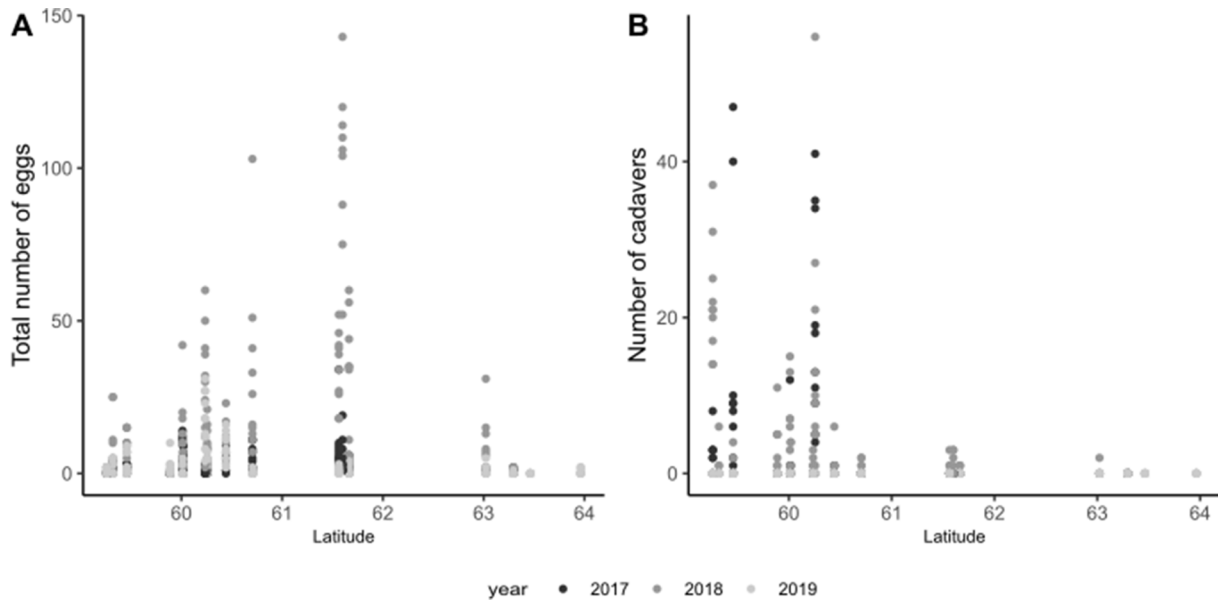 A
B
Total number of eggs
150
100
50
0
60 61 62 63 64
Latitude
Number of cadavers
40
20
0
60 61 62 63 64
Latitude
year 2017 2018 2019